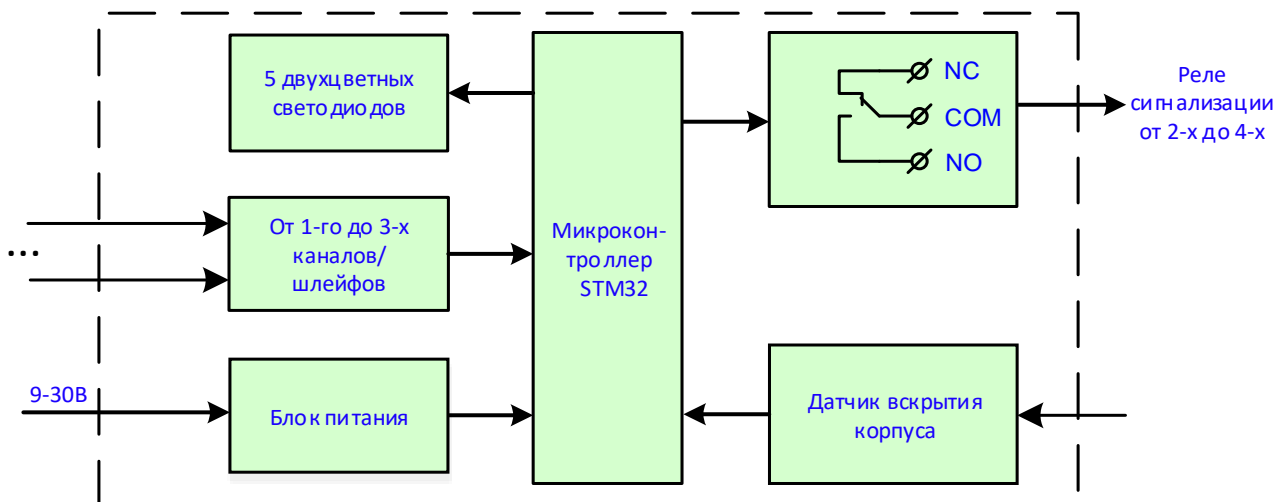 5 двухцветных
светодиодов
NC
COM
NO
Реле
сигнализации
от 2-х до 4-х
От 1-го до 3-х
каналов/
шлейфов
...
Микрокон-
троллер
STM32
9-30В
Блок питания
Датчик вскрытия
корпуса